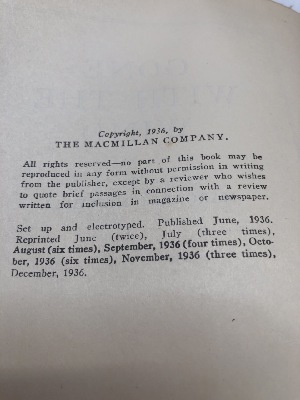 Copyright, 1936, by
THE MACMILLAN COMPANY.
All rights reserved—no part of this book may be
reproduced in any form without permission in writing
from the publisher, except by a reviewer who wishes
to quote brief passages in connection with a review
written for inclusion in magazine or newspaper.
Set up and electrotyped. Published June, 1936.
Reprinted June (twice), July (three times),
August (six times), September, 1936 (four times), Octo-
ber, 1936 (six times), November, 1936 (three times),
December, 1936.